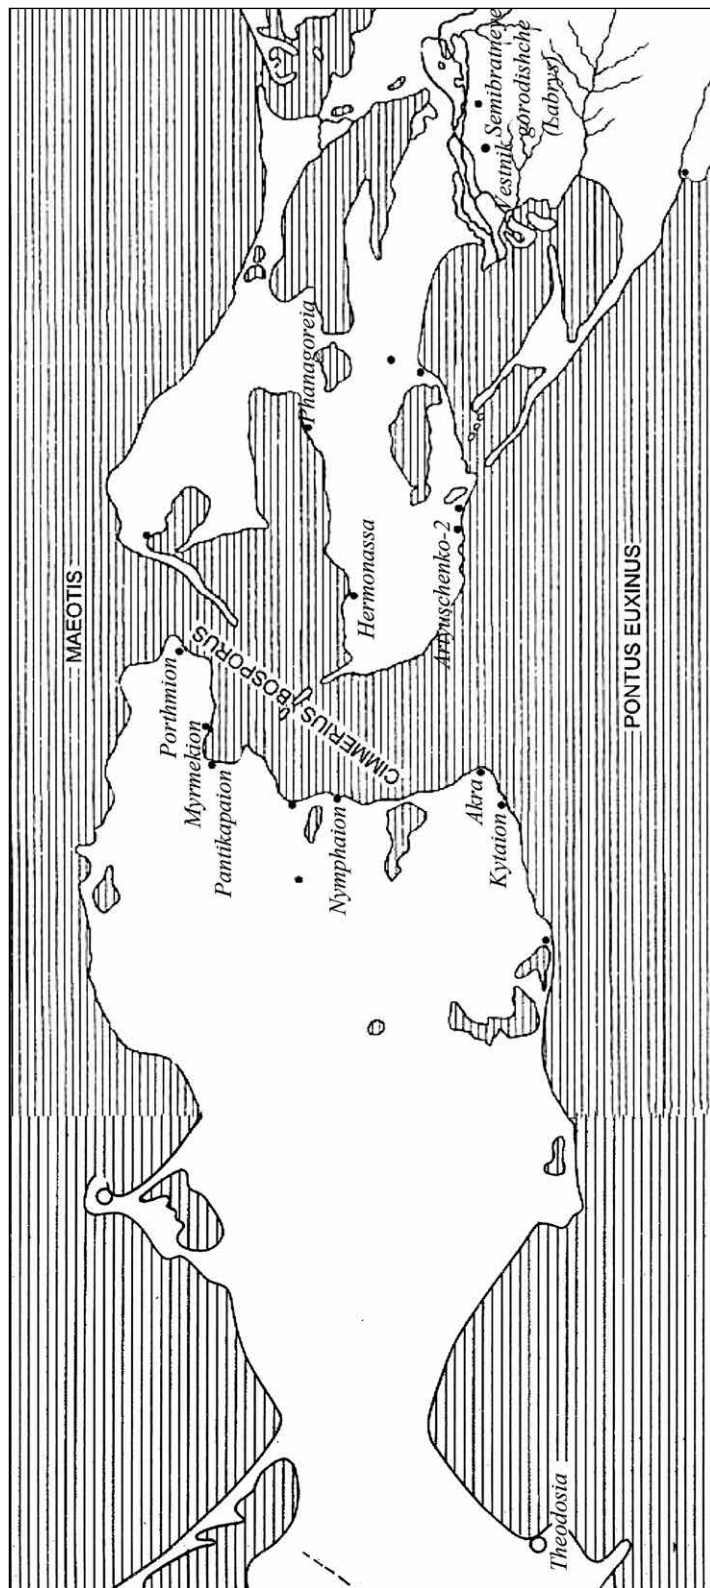 MAEOTIS
Porthmion
Myrmekion
Pantikapaion
CIMMERIUS BOSPORUS
Nymphaion
Akra
Kytaion
Theodosia
Phanagoreia
Hermonassa
Artyuschenko-2
Vestnik
Semibratneye
gorodishche
(Labrys)
PONTUS EUXINUS